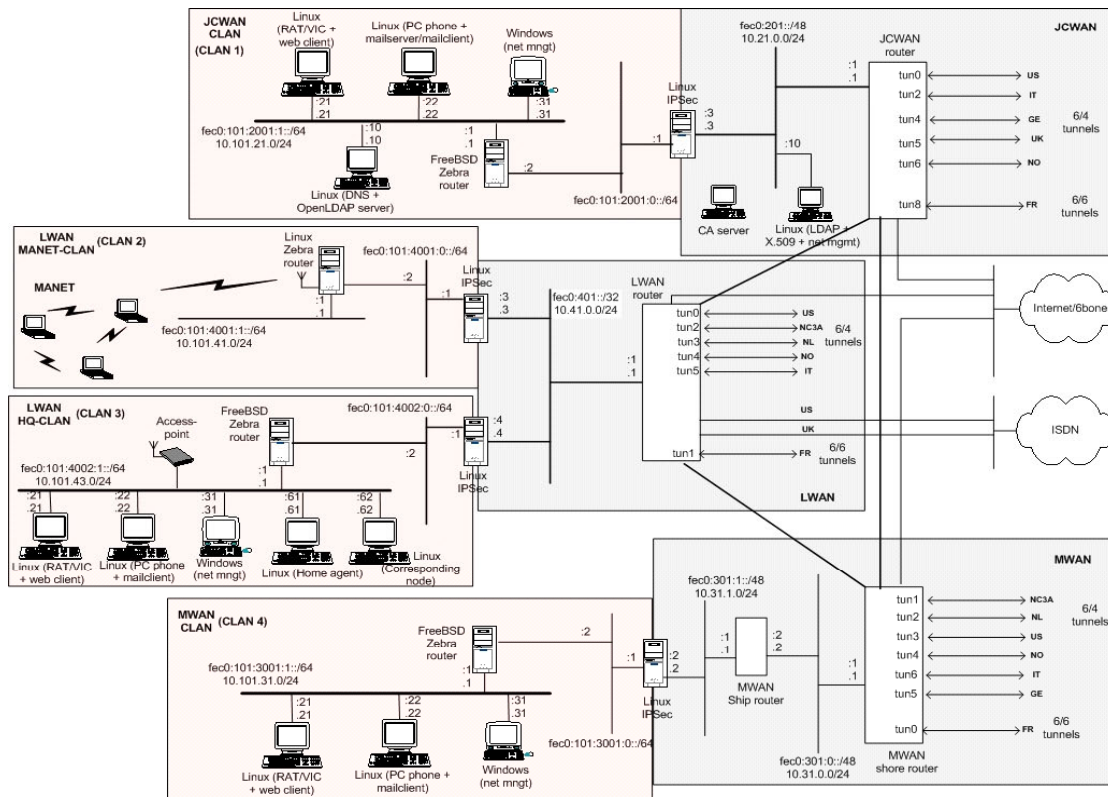 JCWAN
CLAN
(CLAN 1)
Linux
(RAT/VIC +
web client)
Linux (PC phone +
mailserver/mailclient)
Windows
(net mngt)
:21
.21
:22
.22
:31
.31
fec0:101:2001:1::/64
10.101.21.0/24
:10
.10
:1
.1
FreeBSD
Zebra
router
:2
Linux (DNS +
OpenLDAP server)
:1
fec0:101:2001:0::/64
Linux
IPSec
:3
.3
fec0:201::/48
10.21.0.0/24
JCWAN
JCWAN
router
:1
.1
:10
CA server
Linux (LDAP +
X.509 + net mgmt)
tun0
US
tun2
IT
tun4
GE
tun5
UK
tun6
NO
tun8
FR
6/4
tunnels
6/6
tunnels
LWAN
MANET-CLAN
(CLAN 2)
MANET
Linux
Zebra
router
:2
:1
.1
fec0:101:4001:0::/64
fec0:101:4001:1::/64
10.101.41.0/24
:1
Linux
IPSec
:3
.3
fec0:401::/32
10.41.0.0/24
LWAN
router
:1
.1
tun0
US
tun2
NC3A
tun3
NL
tun4
NO
tun5
IT
6/4
tunnels
US
UK
tun1
FR
6/6
tunnels
LWAN
Internet/6bone
ISDN
LWAN
HQ-CLAN
(CLAN 3)
Access-
point
FreeBSD
Zebra
router
fec0:101:4002:0::/64
:1
:2
:4
.4
Linux
IPSec
fec0:101:4002:1::/64
10.101.43.0/24
:1
.1
:21
.21
:22
.22
:31
.31
:61
.61
:62
.62
Linux (RAT/VIC
+ web client)
Linux (PC phone
+ mailclient)
Windows
(net mngt)
Linux (Home agent)
Linux
(Corresponding
node)
MWAN
CLAN
(CLAN 4)
FreeBSD
Zebra
router
:2
:1
.1
fec0:101:3001:1::/64
10.101.31.0/24
:21
.21
:22
.22
:31
.31
Linux (RAT/VIC
+ web client)
Linux (PC phone +
mailclient)
Windows
(net mngt)
fec0:101:3001:0::/64
:1
:2
.2
Linux
IPSec
MWAN
fec0:301:1::/48
10.31.1.0/24
:1
.1
:2
.2
MWAN
Ship router
:1
.1
fec0:301:0::/48
10.31.0.0/24
tun1
NC3A
tun2
NL
tun3
US
tun4
NO
tun6
IT
tun5
GE
tun0
FR
6/4
tunnels
6/6
tunnels
MWAN
shore router